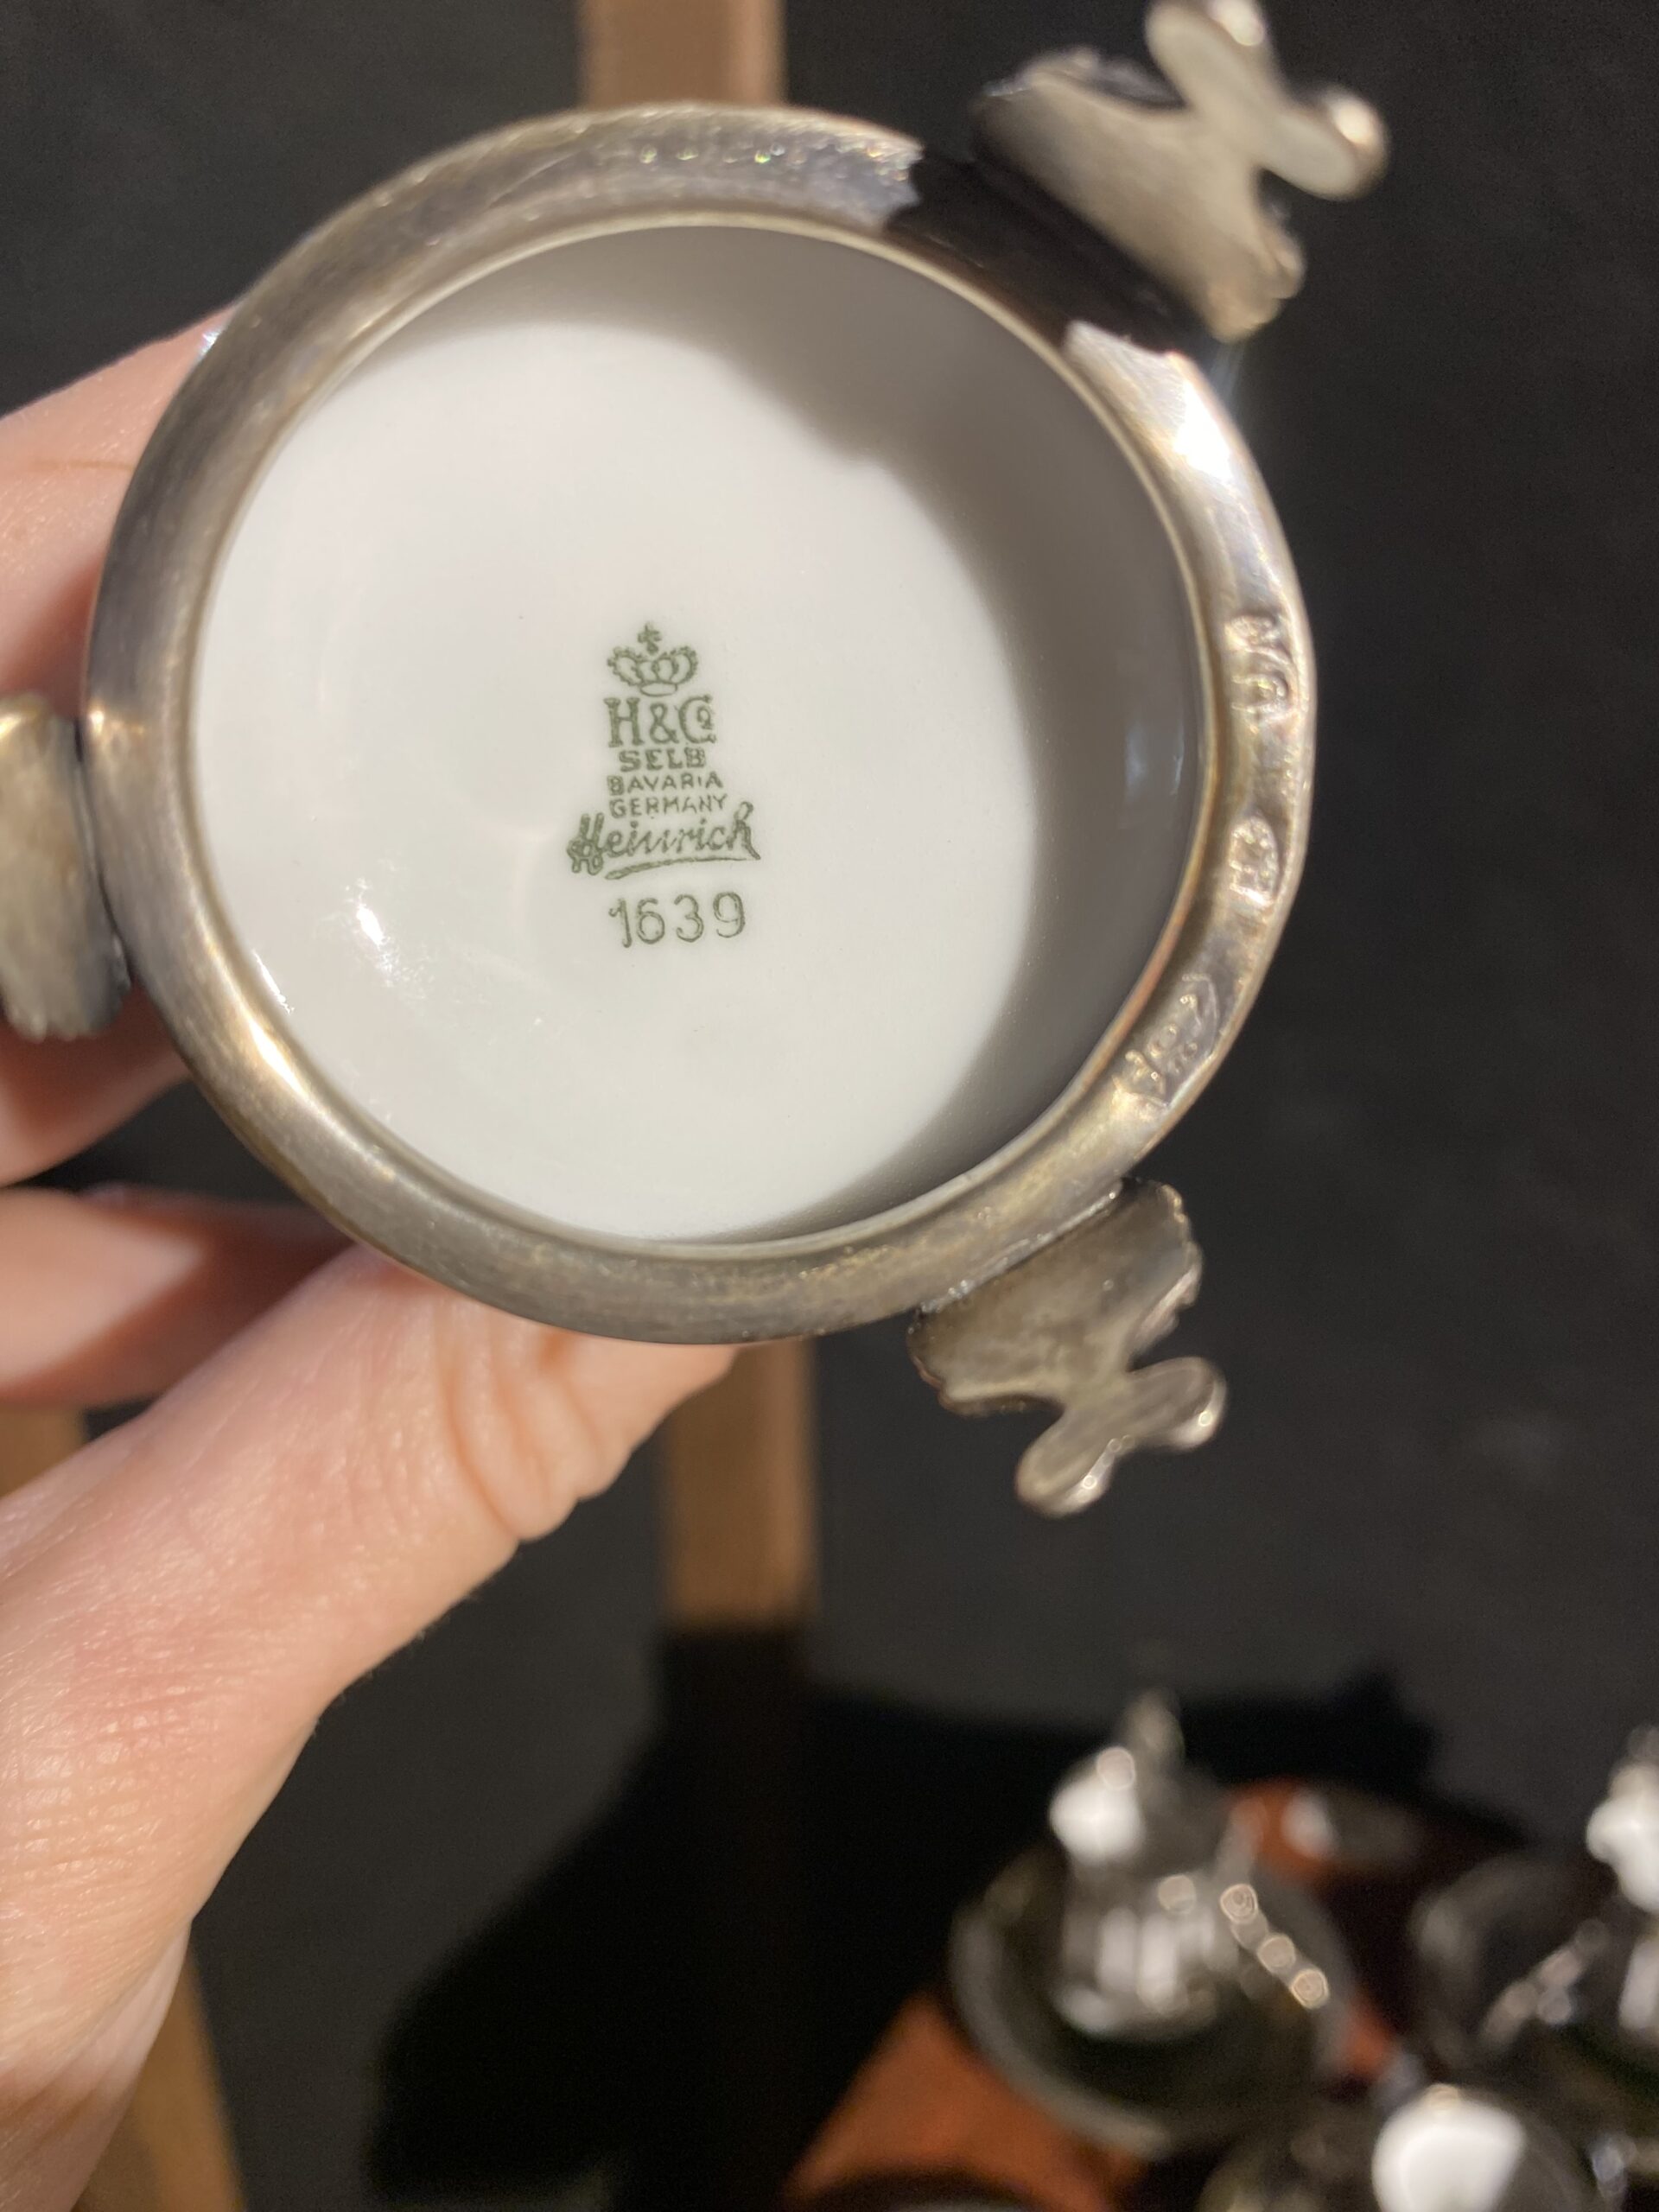 H&Co
SELB
BAVARIA
GERMANY
Heinrich
1639